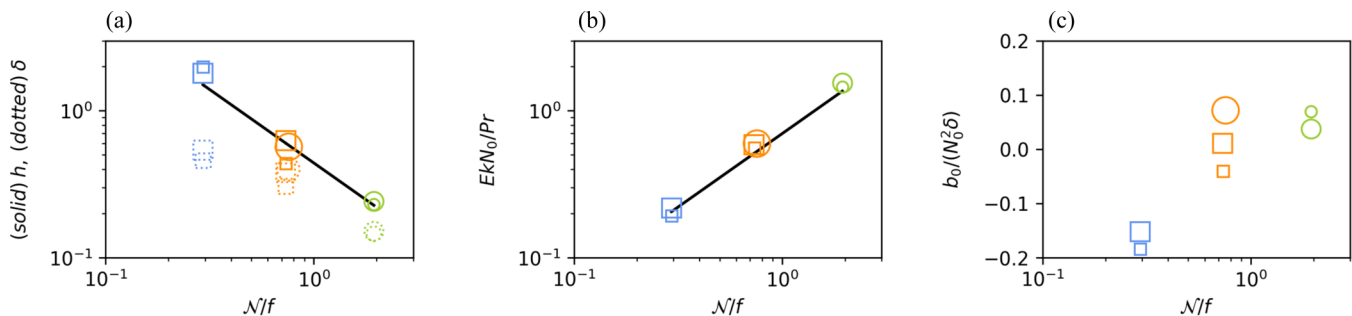 (a)
(solid) h, (dotted) δ
10⁰
10⁻¹
10⁻¹
10⁰
𝒩/f
(b)
EkN₀/Pr
10⁰
10⁻¹
10⁻¹
10⁰
𝒩/f
(c)
b₀/(N₀²δ)
0.2
0.1
0.0
−0.1
−0.2
10⁻¹
10⁰
𝒩/f